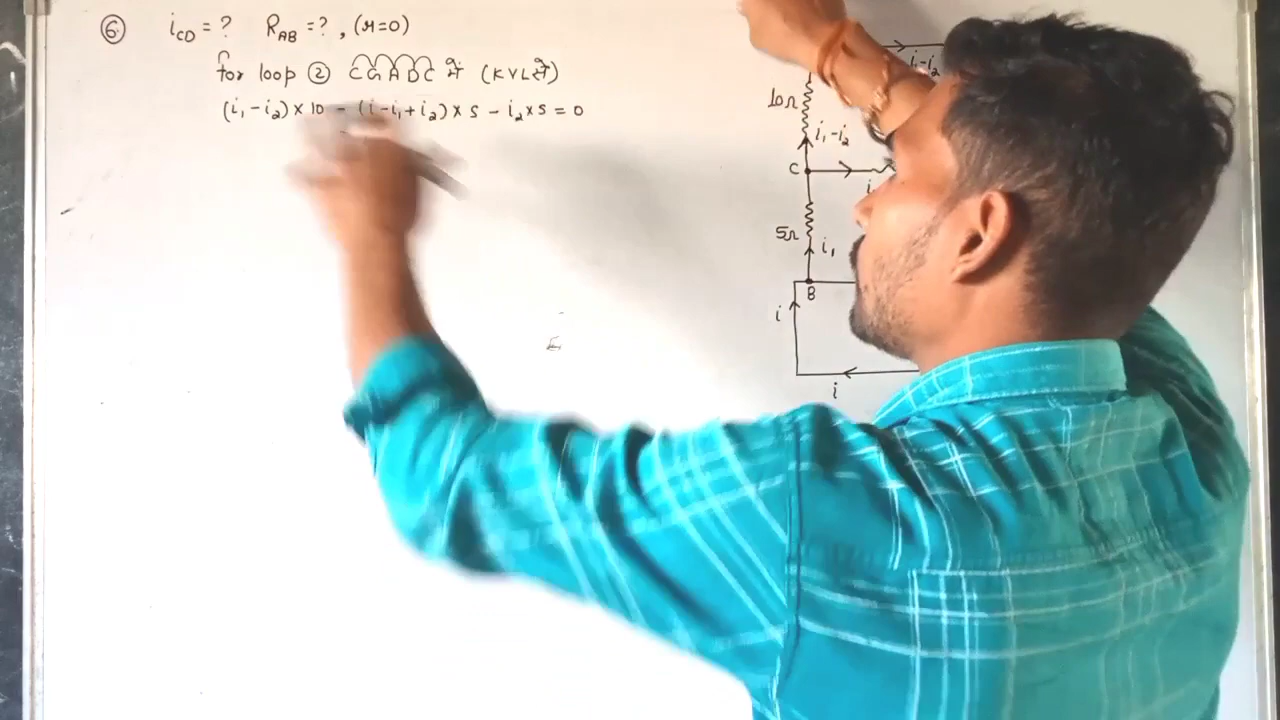 ⑥ i_CD = ? R_AB = ? , (r=0)
for loop ② C G A D C में (KVL से)
(i₁-i₂)×10 - (i-i₁+i₂)×5 - i₂×5 = 0
i₁-i₂
10Ω
i₁-i₂
C
i
5Ω
i₁
B
i
i